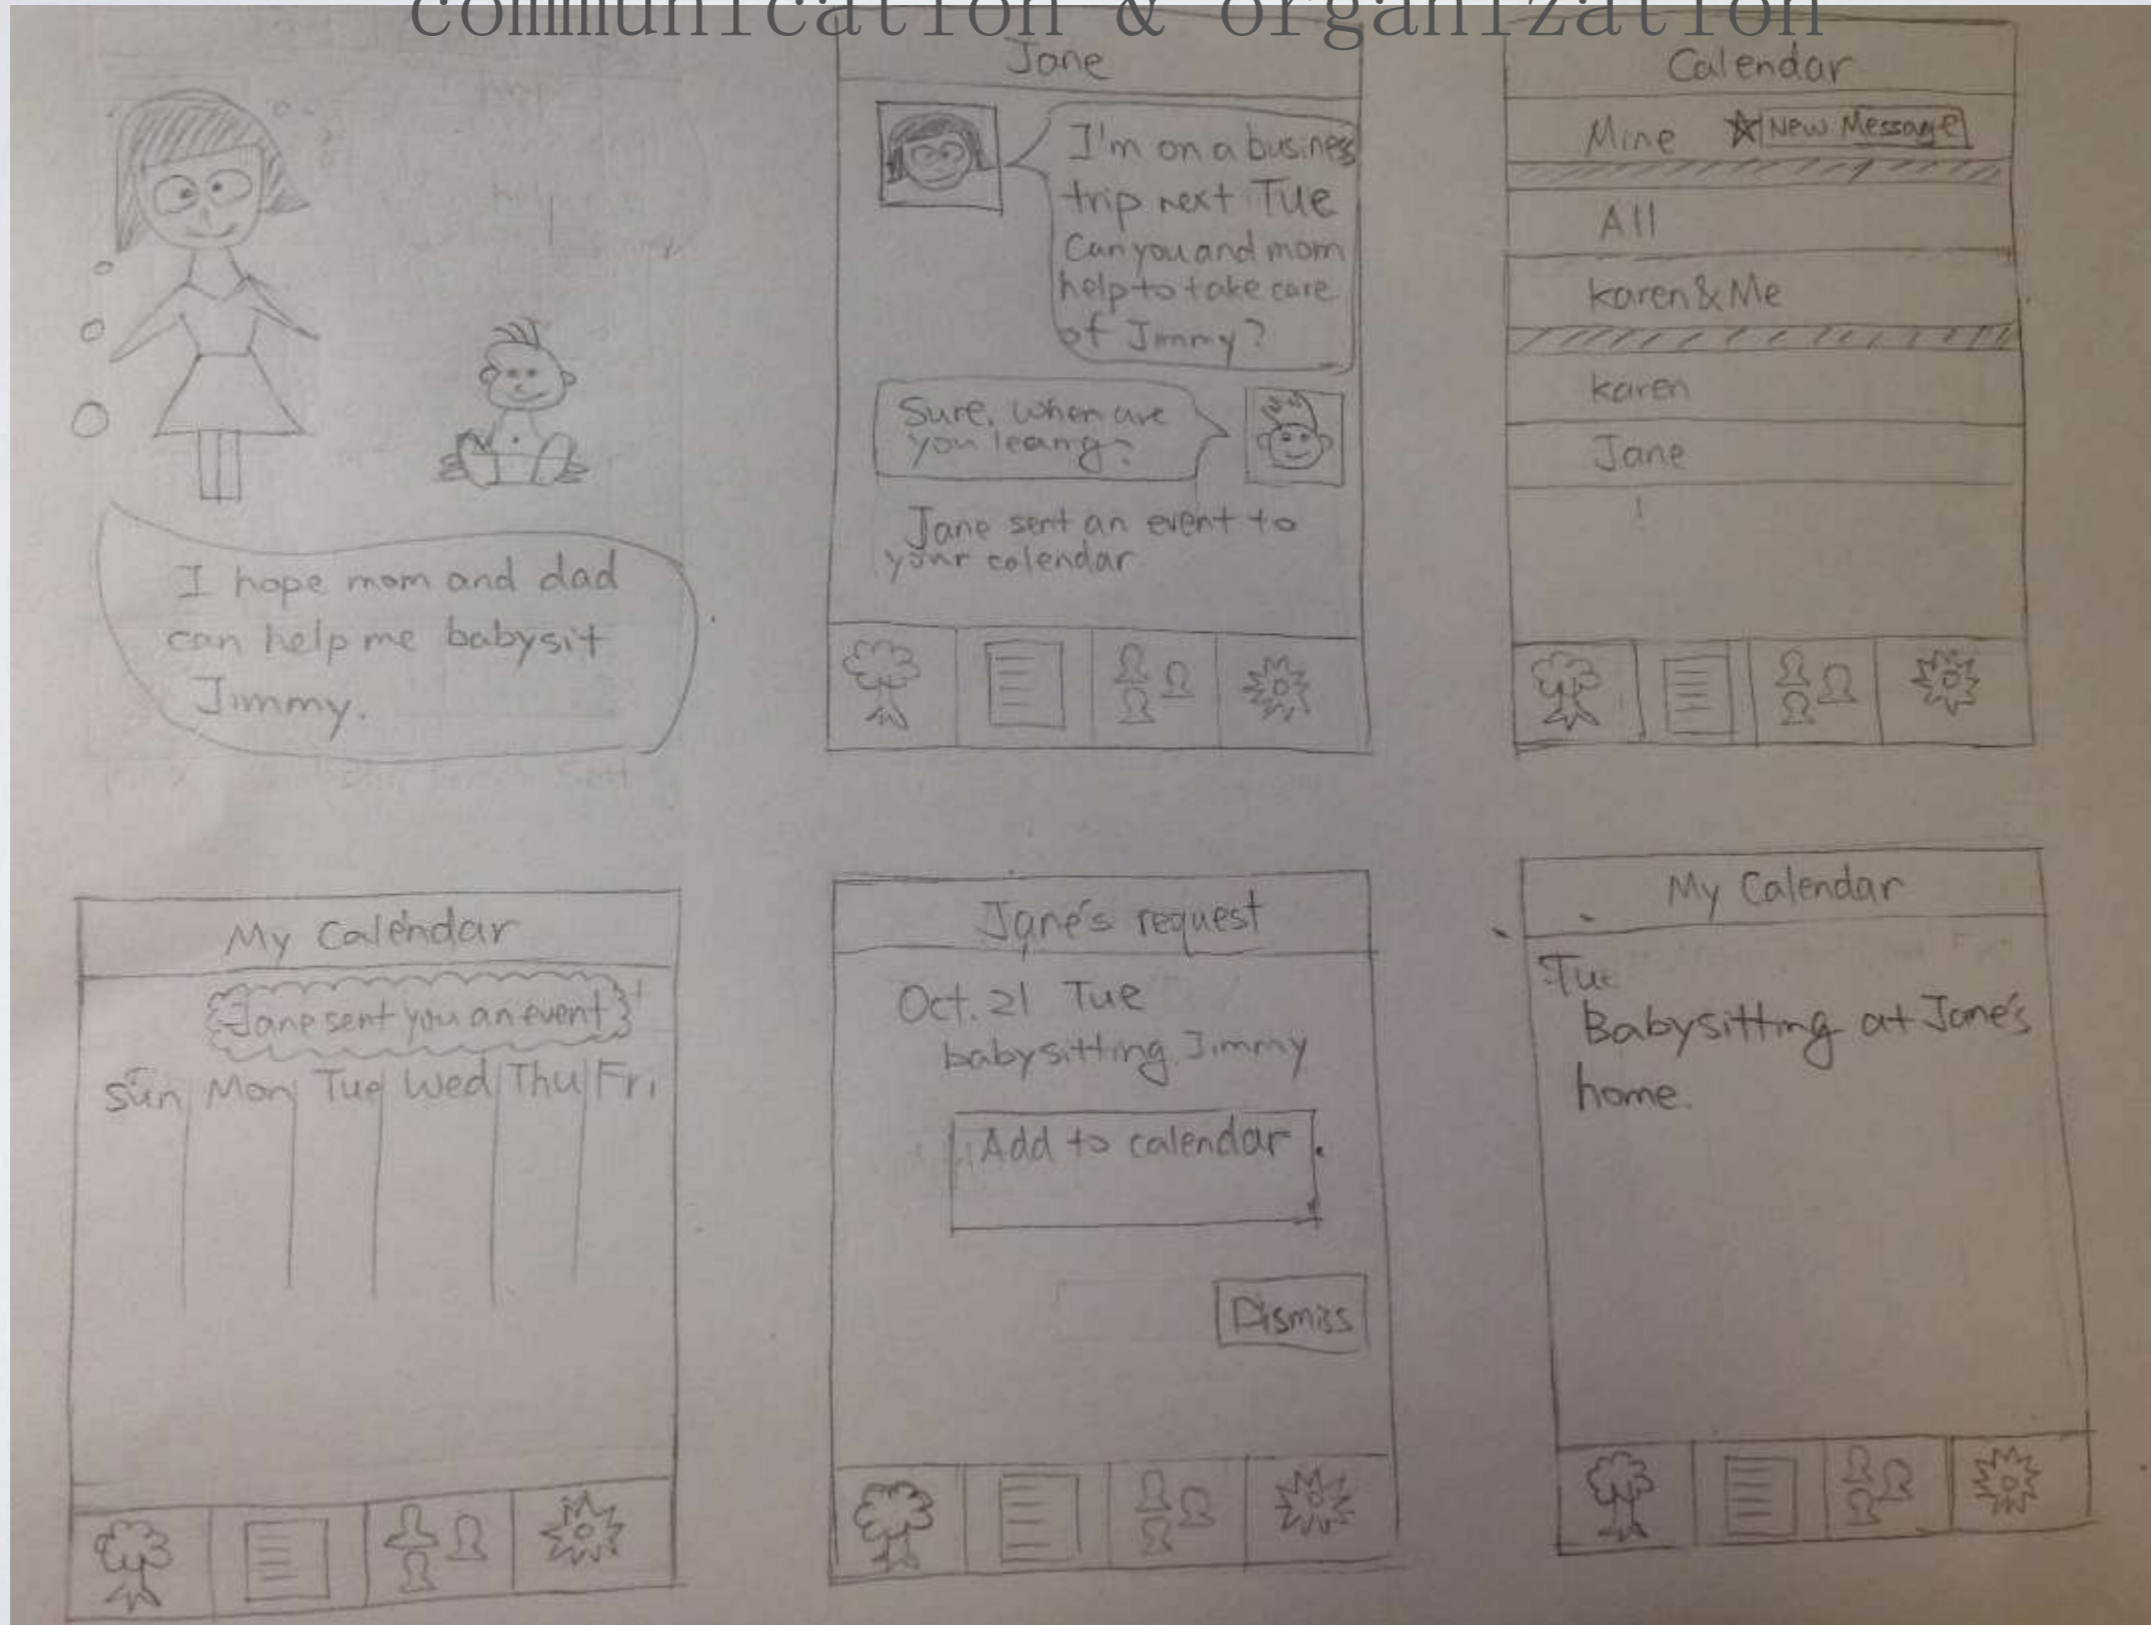 communication & organization
I hope mom and dad
can help me babysit
Jimmy.
Jane
I'm on a business
trip next Tue
Can you and mom
help to take care
of Jimmy?
Sure, when are
you leang?
Jane sent an event to
your calendar
Calendar
Mine New Message
All
karen & Me
karen
Jane
My Calendar
Jane sent you an event
Sun Mon Tue Wed Thu Fri
Jane's request
Oct. 21 Tue
babysitting Jimmy
Add to calendar
Dismiss
My Calendar
Tue
Babysitting at Jane's
home.